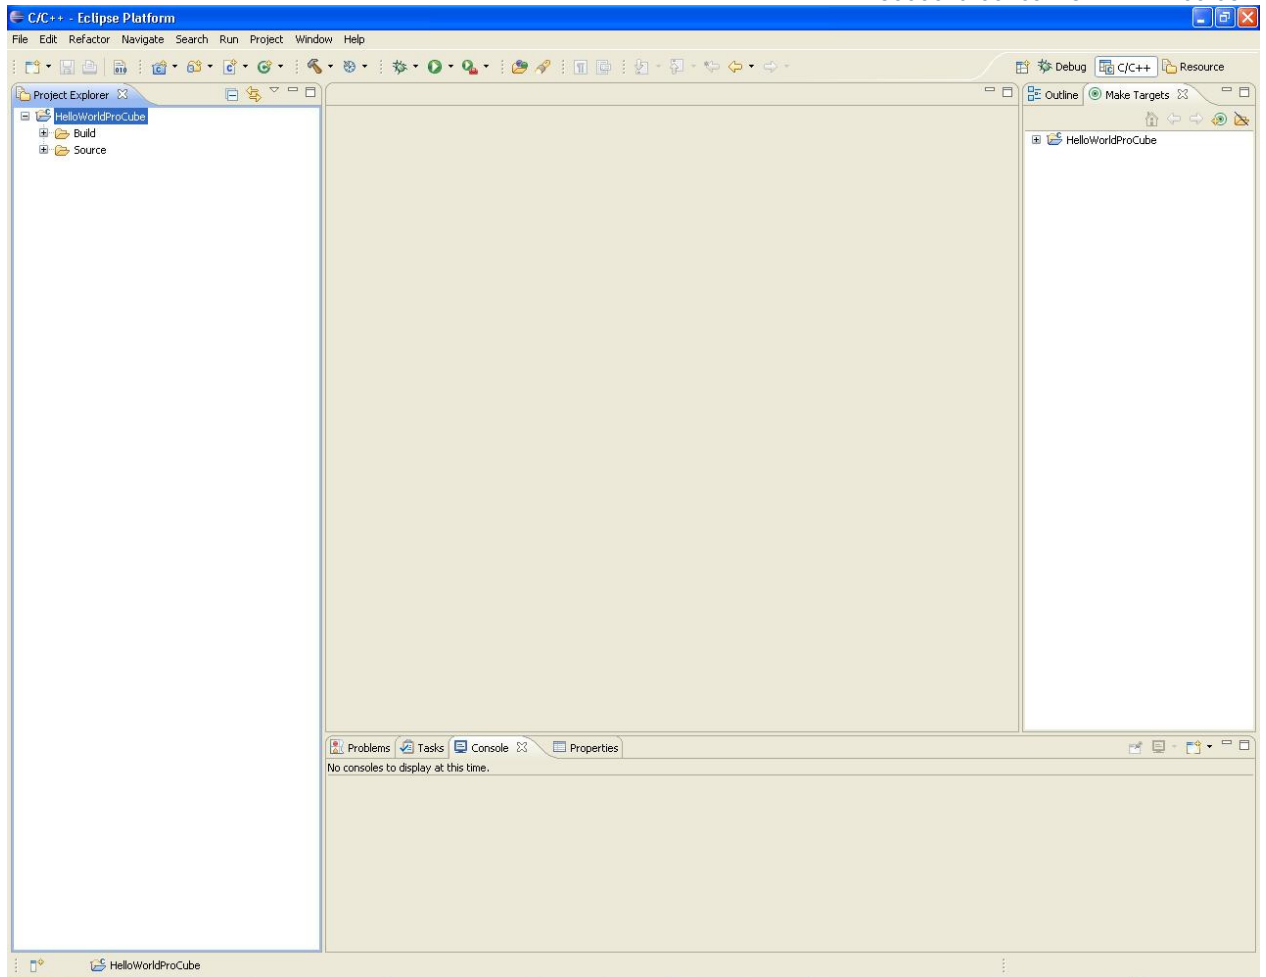 C/C++ - Eclipse Platform
File Edit Refactor Navigate Search Run Project Window Help
Debug C/C++ Resource
Project Explorer
HelloWorldProCube
Build
Source
Outline Make Targets
HelloWorldProCube
Problems Tasks Console Properties
No consoles to display at this time.
HelloWorldProCube